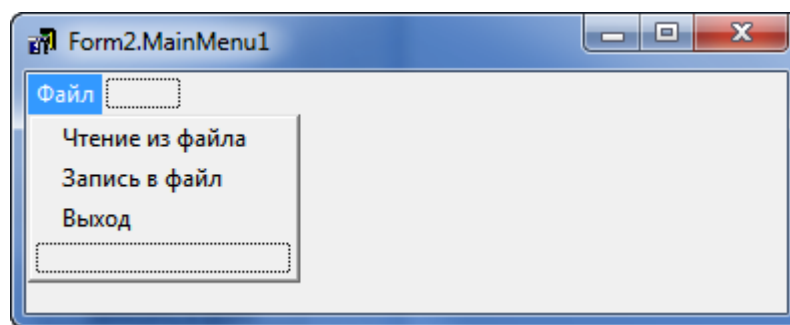 Form2.MainMenu1
Файл
Чтение из файла
Запись в файл
Выход